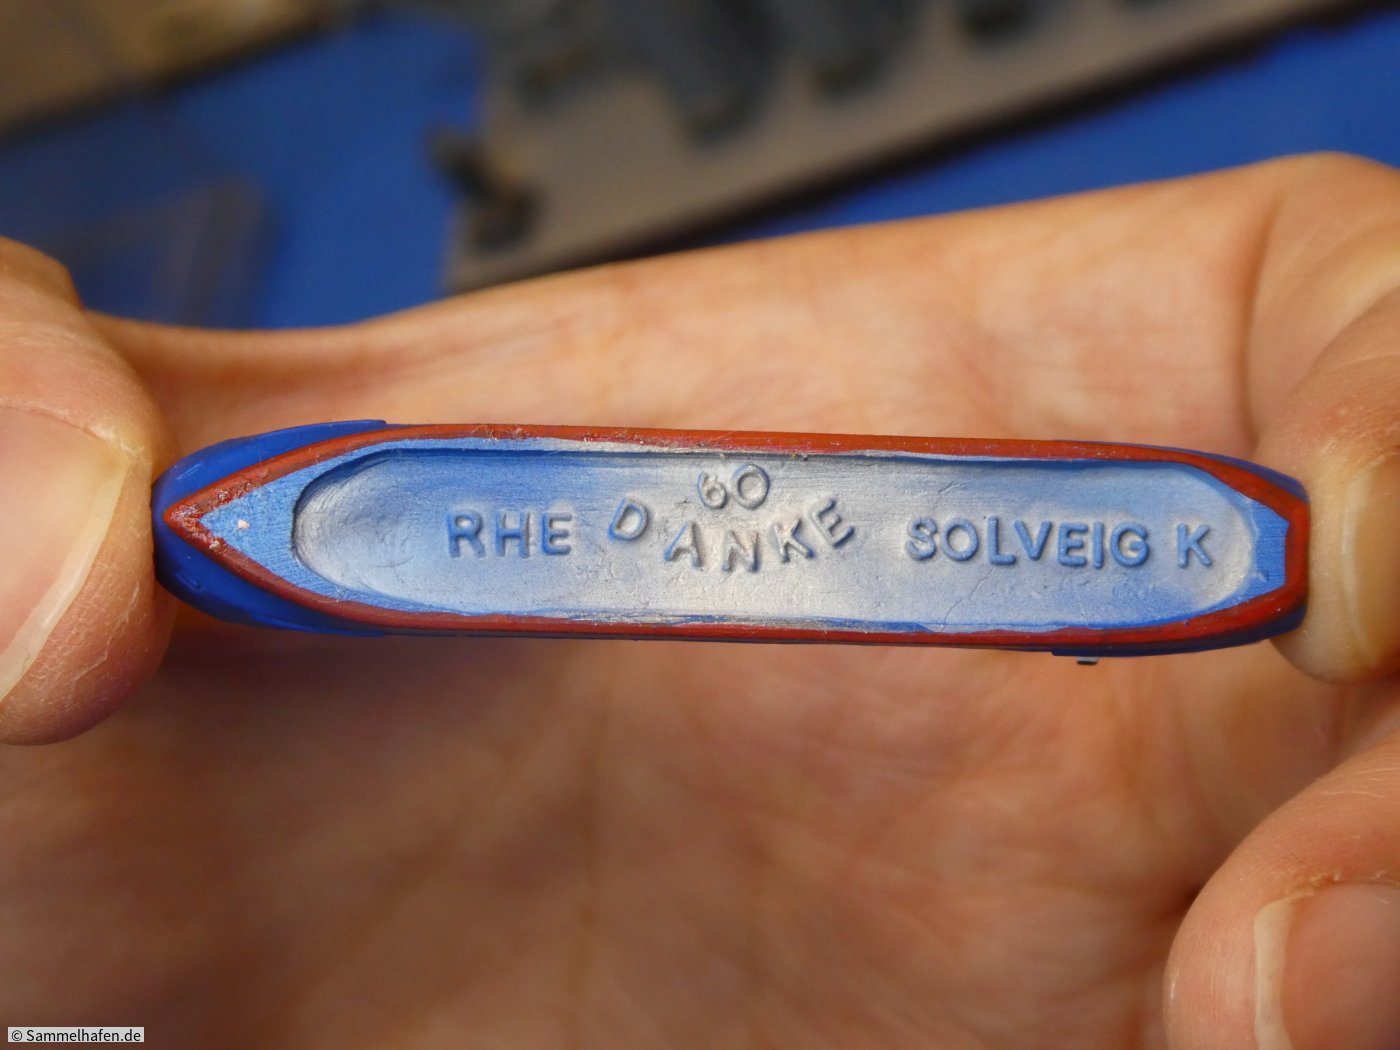 60
RHE DANKE SOLVEIG K
© Sammelhafen.de